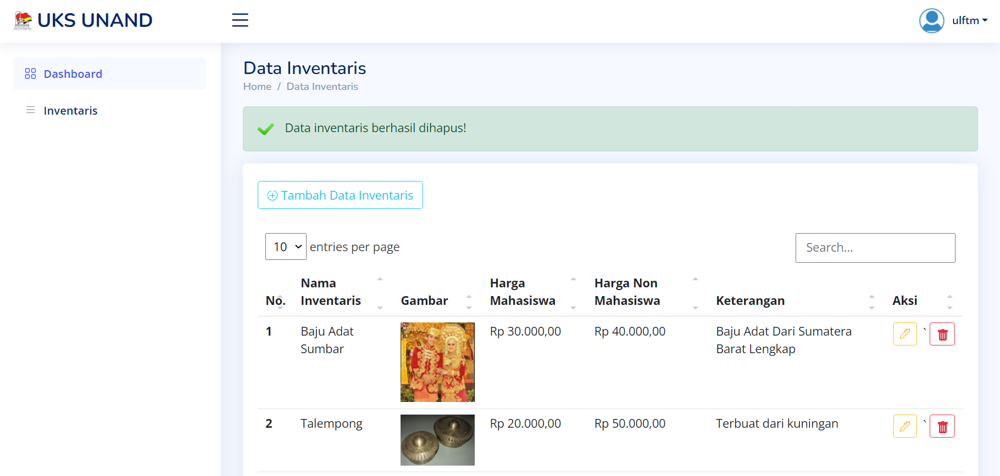 UKS UNAND
ulftm
Dashboard
Inventaris
Data Inventaris
Home / Data Inventaris
Data inventaris berhasil dihapus!
Tambah Data Inventaris
10 entries per page
Search...
No. Nama Inventaris Gambar Harga Mahasiswa Harga Non Mahasiswa Keterangan Aksi
1 Baju Adat Sumbar Rp 30.000,00 Rp 40.000,00 Baju Adat Dari Sumatera Barat Lengkap `
2 Talempong Rp 20.000,00 Rp 50.000,00 Terbuat dari kuningan `